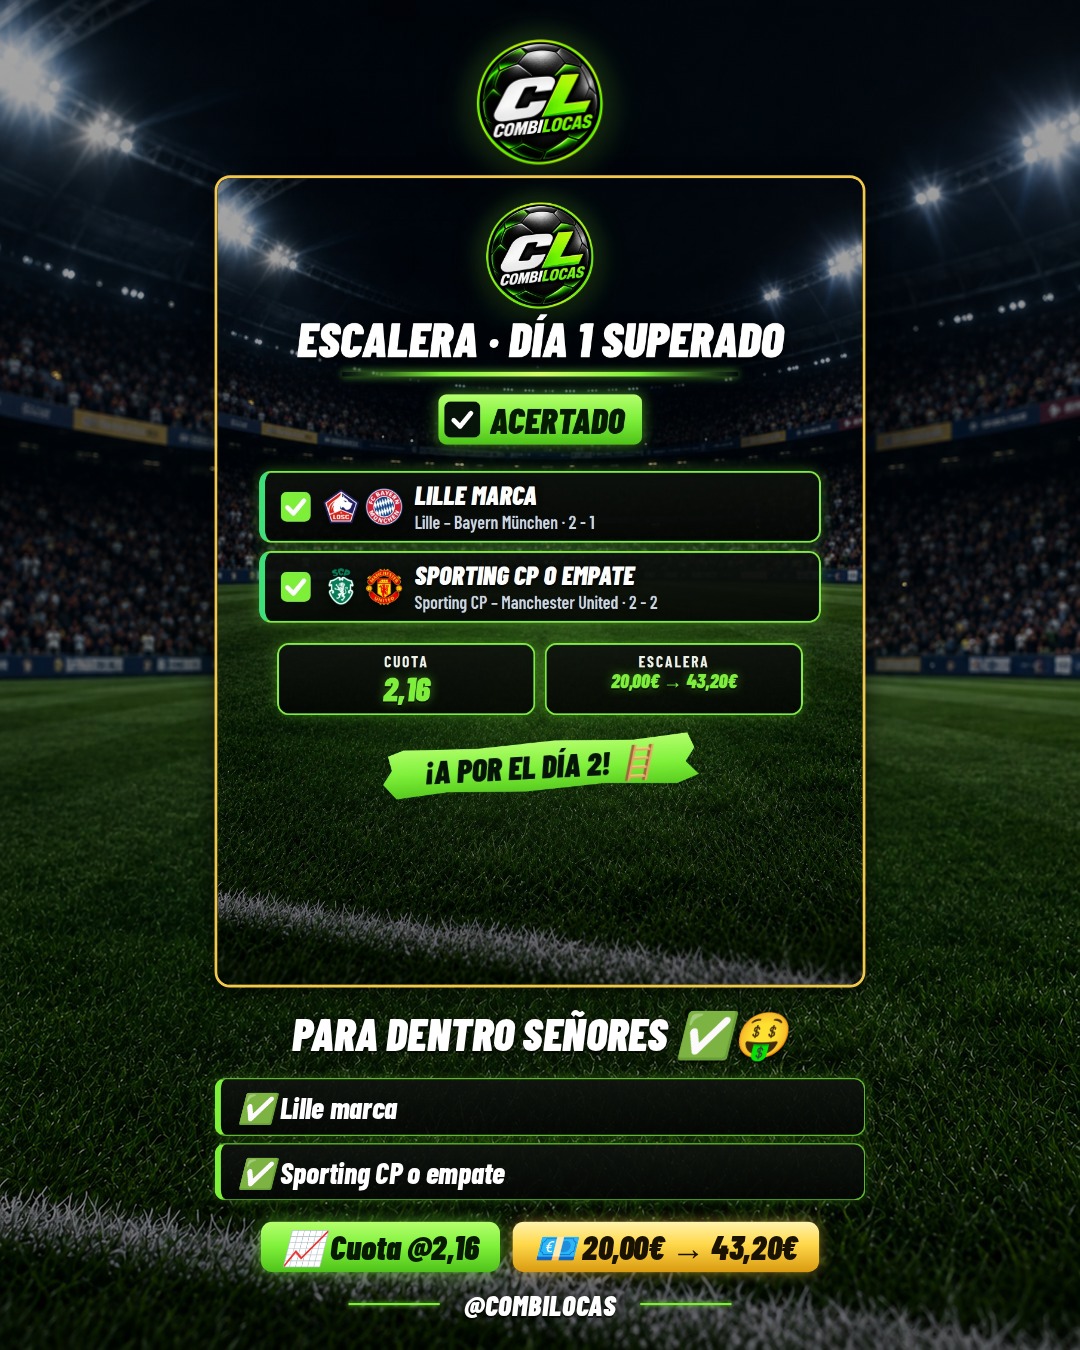 CL
COMBILOCAS
CL
COMBILOCAS
ESCALERA · DÍA 1 SUPERADO
ACERTADO
LILLE MARCA
Lille – Bayern München · 2 - 1
SPORTING CP O EMPATE
Sporting CP – Manchester United · 2 - 2
CUOTA
2,16
ESCALERA
20,00€ → 43,20€
¡A POR EL DÍA 2!
PARA DENTRO SEÑORES
Lille marca
Sporting CP o empate
Cuota @2,16
20,00€ → 43,20€
@COMBILOCAS